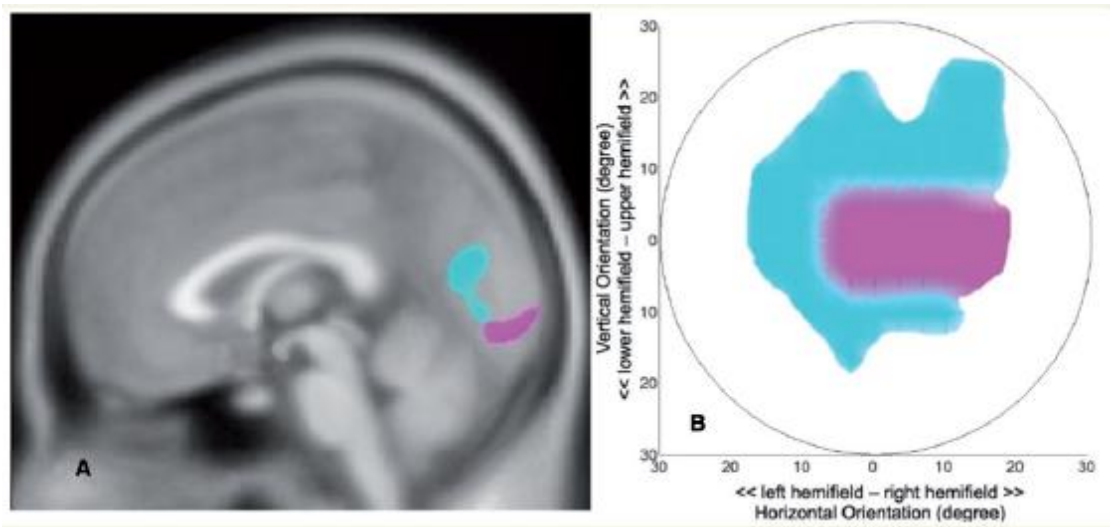 A
30
20
10
0
10
20
30
Vertical Orientation (degree)
<< lower hemifield – upper hemifield >>
B
30 20 10 0 10 20 30
<< left hemifield – right hemifield >>
Horizontal Orientation (degree)